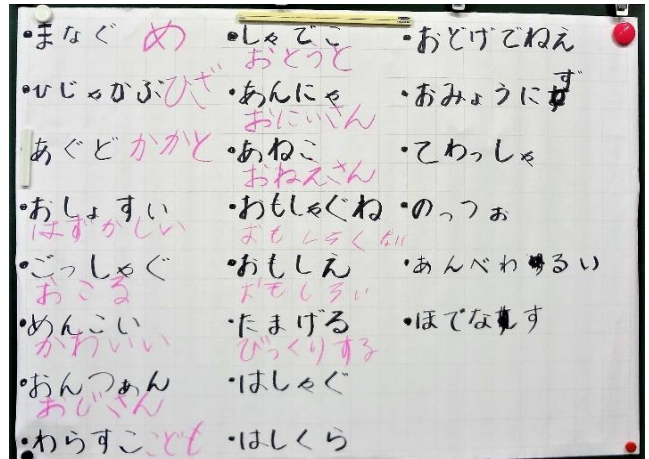 ・まなぐ め
・ひじゃかぶ ひざ
・あぐど かかと
・おしょすい
はずかしい
・ごっしゃぐ
おこる
・めんこい
かわいい
・おんつぁん
おじさん
・わらすこ こども
・しゃでこ
おとうと
・あんにゃ
おにいさん
・あねこ
おねえさん
・おもしゃぐね
おもしろくない
・おもしえ
おもしろい
・たまげる
びっくりする
・はしゃぐ
・はしくら
・おどげでねえ
・おみょうにず
・てわっしゃ
・のっつぉ
・あんべわるい
・ほでなす